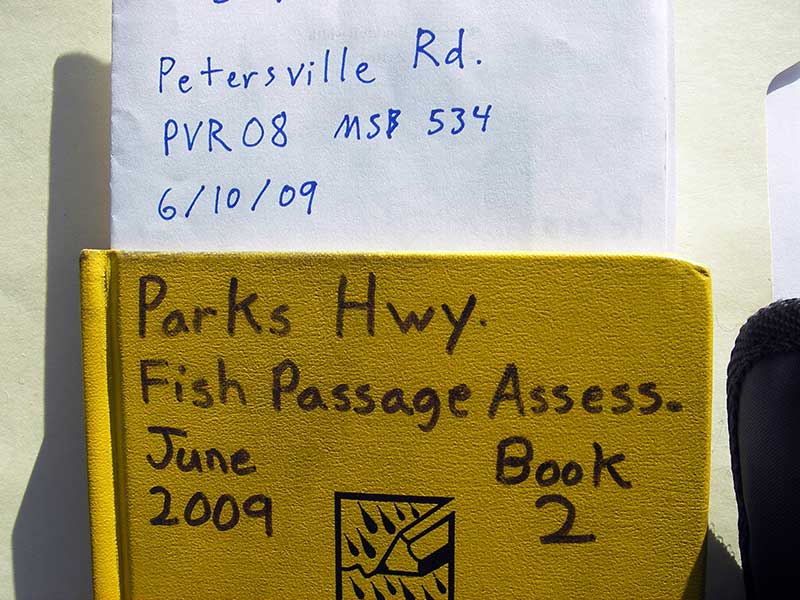 Petersville Rd.
PVR08 MSB 534
6/10/09
Parks Hwy.
Fish Passage Assess.
June Book
2009 2